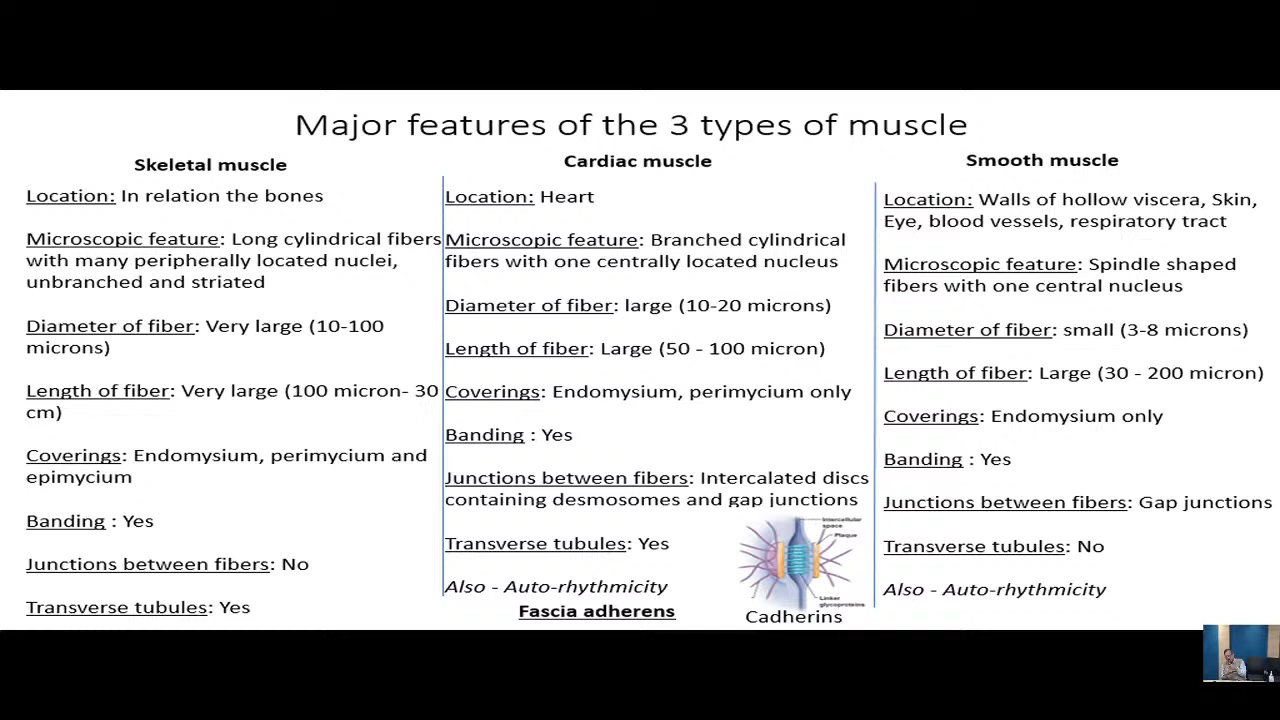 Major features of the 3 types of muscle
Skeletal muscle
Location: In relation the bones
Microscopic feature: Long cylindrical fibers
with many peripherally located nuclei,
unbranched and striated
Diameter of fiber: Very large (10-100
microns)
Length of fiber: Very large (100 micron- 30
cm)
Coverings: Endomysium, perimycium and
epimycium
Banding : Yes
Junctions between fibers: No
Transverse tubules: Yes
Cardiac muscle
Location: Heart
Microscopic feature: Branched cylindrical
fibers with one centrally located nucleus
Diameter of fiber: large (10-20 microns)
Length of fiber: Large (50 - 100 micron)
Coverings: Endomysium, perimycium only
Banding : Yes
Junctions between fibers: Intercalated discs
containing desmosomes and gap junctions
Transverse tubules: Yes
Also - Auto-rhythmicity
Fascia adherens
Intercellular
space
Plaque
Linker
glycoproteins
Cadherins
Smooth muscle
Location: Walls of hollow viscera, Skin,
Eye, blood vessels, respiratory tract
Microscopic feature: Spindle shaped
fibers with one central nucleus
Diameter of fiber: small (3-8 microns)
Length of fiber: Large (30 - 200 micron)
Coverings: Endomysium only
Banding : Yes
Junctions between fibers: Gap junctions
Transverse tubules: No
Also - Auto-rhythmicity